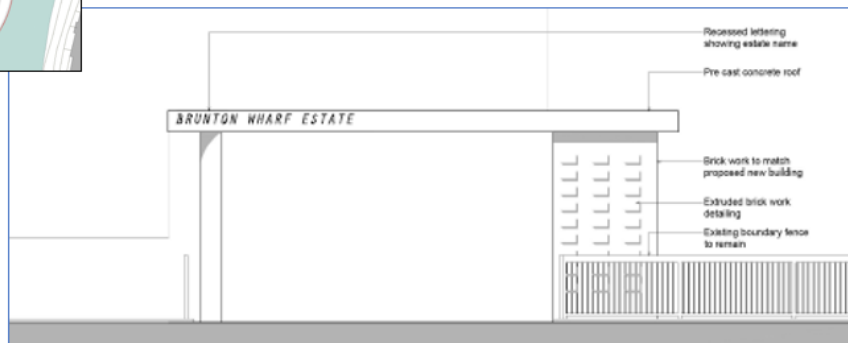 Recessed lettering
showing estate name
Pre cast concrete roof
BRUNTON WHARF ESTATE
Brick work to match
proposed new building
Extruded brick work
detailing
Existing boundary fence
to remain